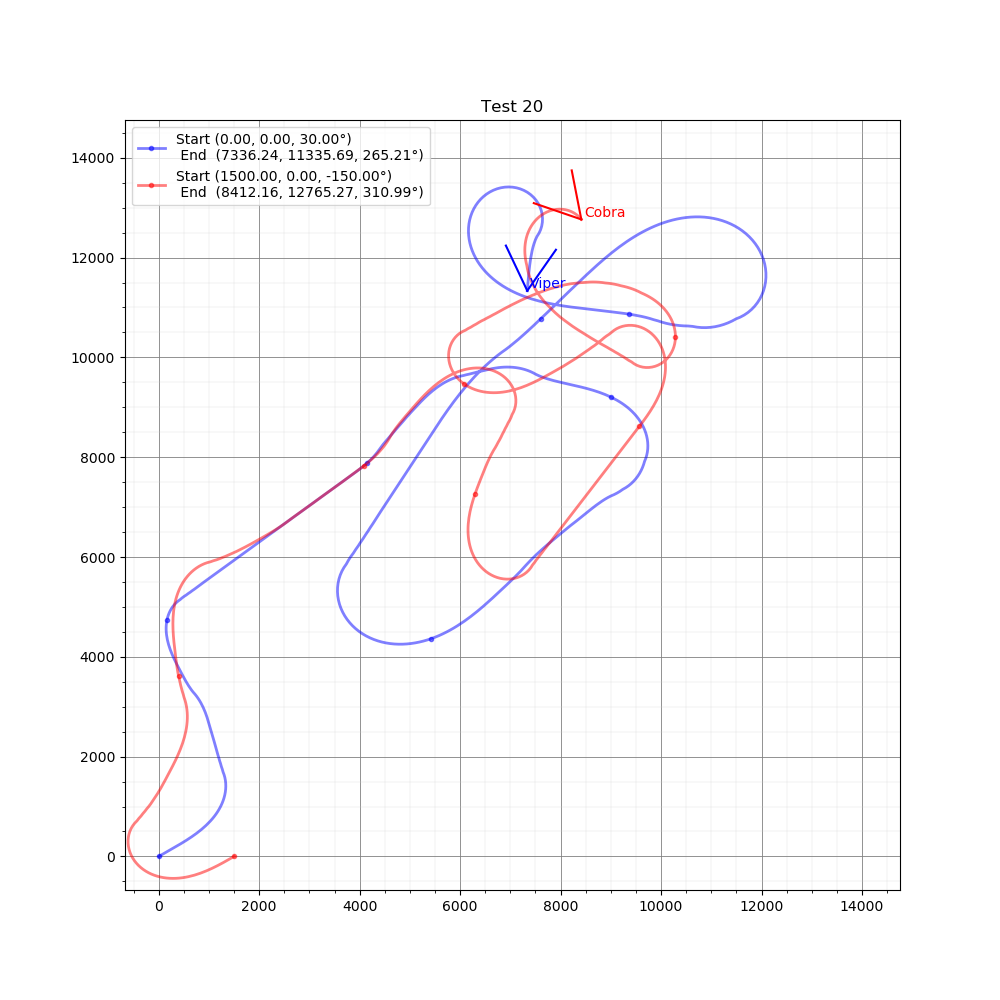 Test 20
Start (0.00, 0.00, 30.00°)
End (7336.24, 11335.69, 265.21°)
Start (1500.00, 0.00, -150.00°)
End (8412.16, 12765.27, 310.99°)
14000
12000
10000
8000
6000
4000
2000
0
Cobra
Viper
0 2000 4000 6000 8000 10000 12000 14000